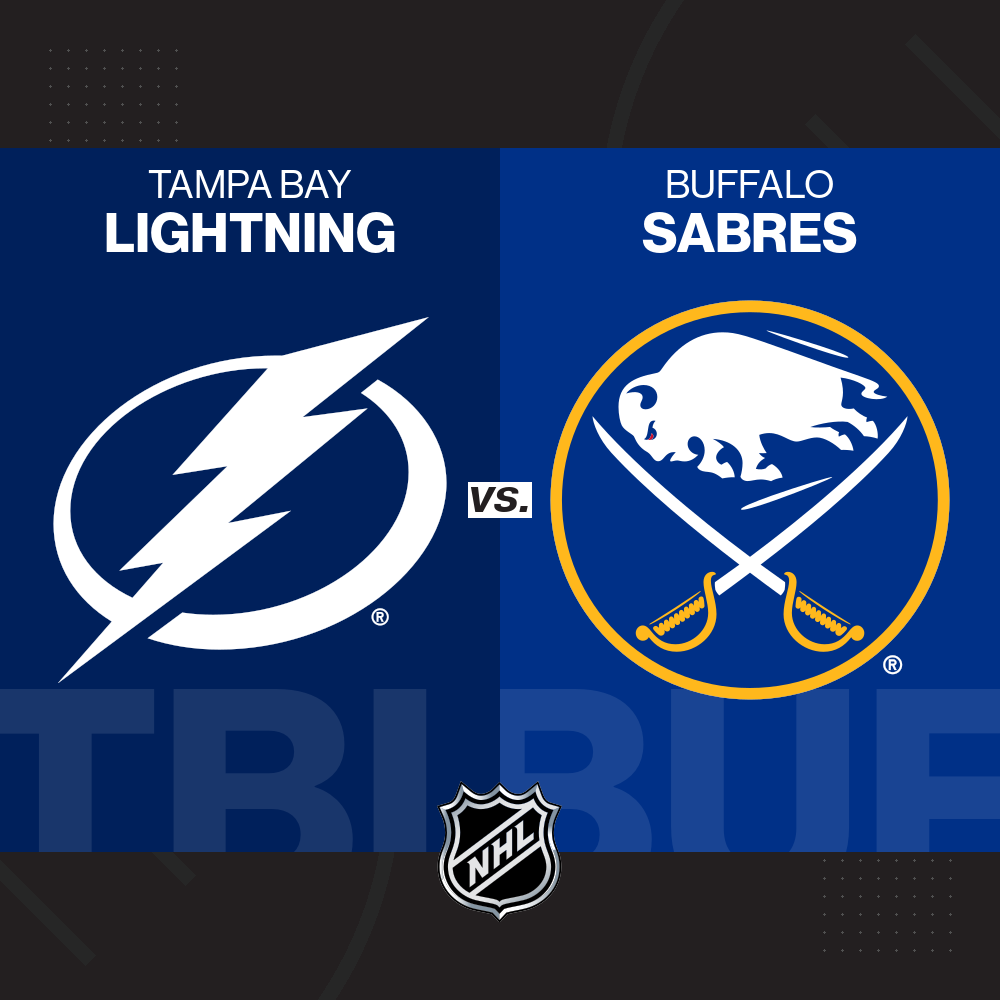 TAMPA BAY
LIGHTNING
BUFFALO
SABRES
VS.
®
®
TBL
BUF
NHL